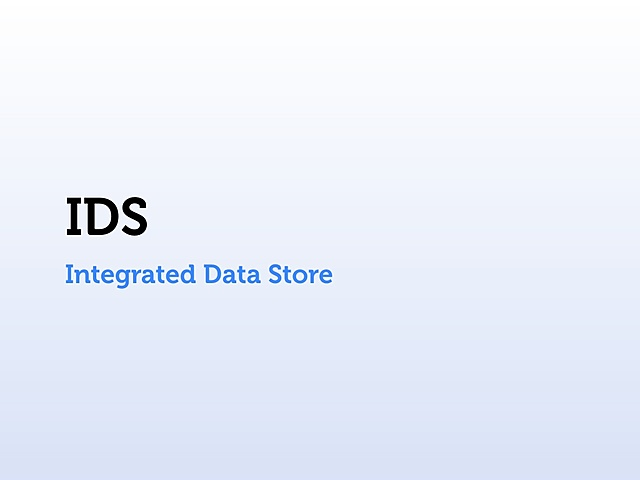 IDS
Integrated Data Store